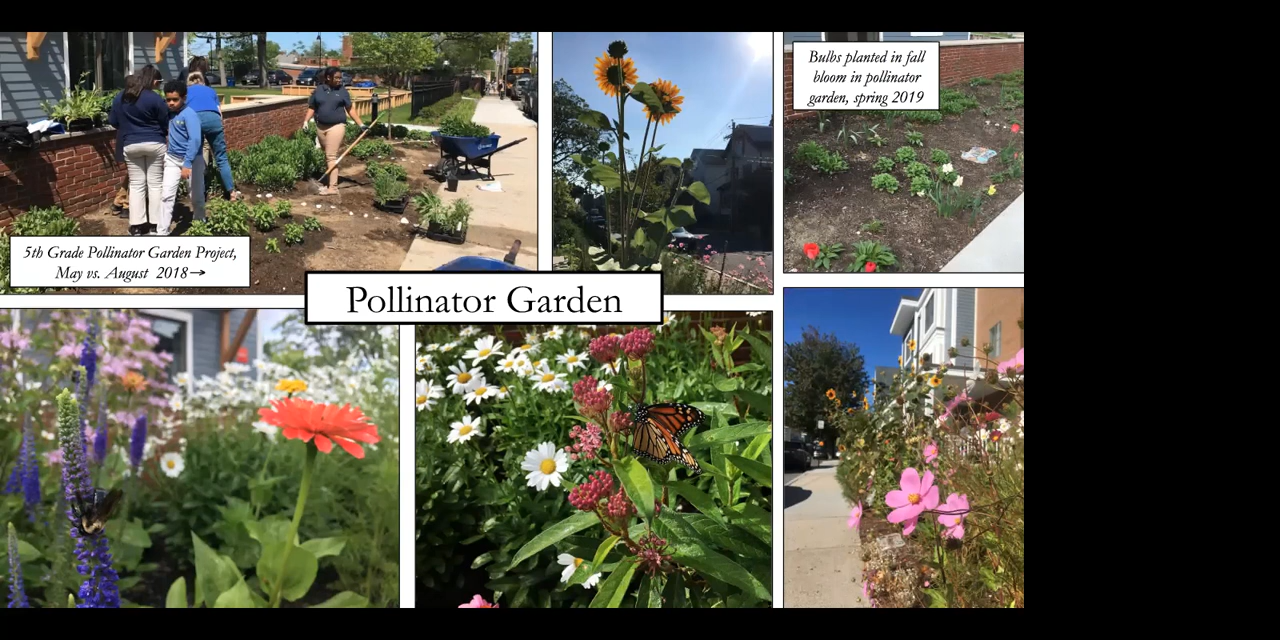 Bulbs planted in fall
bloom in pollinator
garden, spring 2019
5th Grade Pollinator Garden Project,
May vs. August 2018→
Pollinator Garden